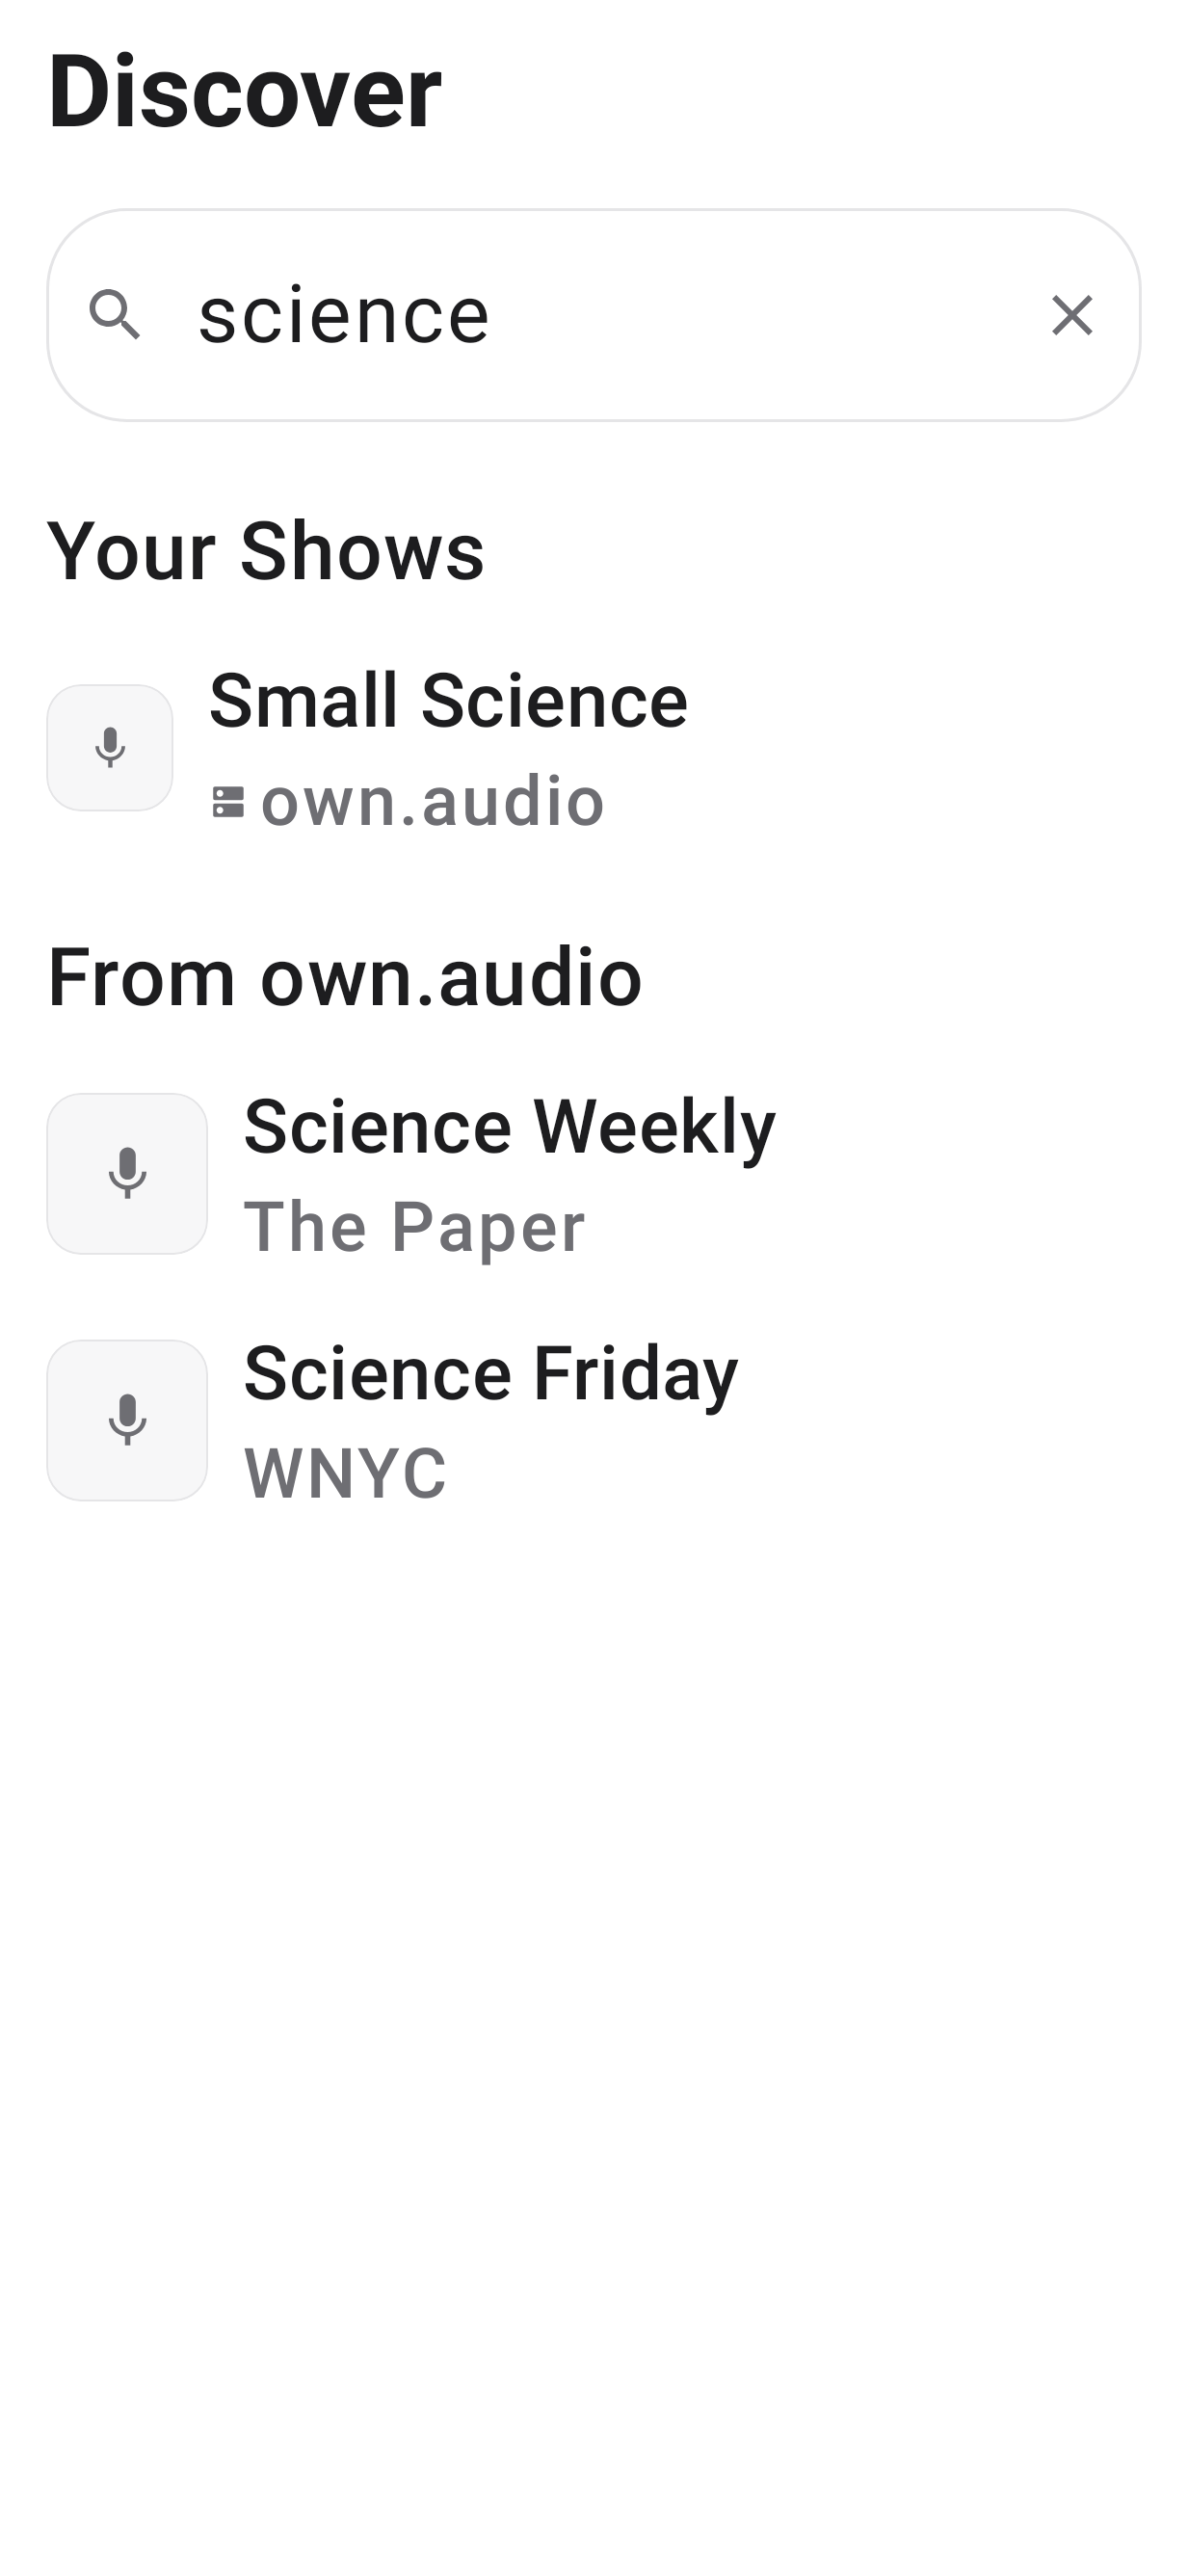 Discover
science
Your Shows
Small Science
own.audio
From own.audio
Science Weekly
The Paper
Science Friday
WNYC